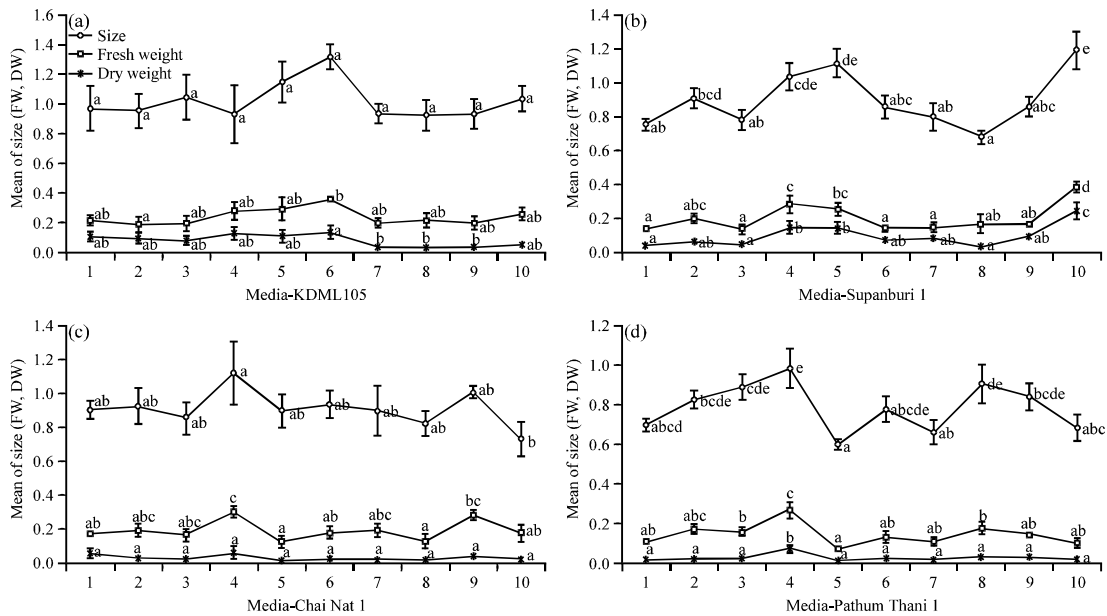 (a)
Size
Fresh weight
Dry weight
Mean of size (FW, DW)
1.6
1.4
1.2
1.0
0.8
0.6
0.4
0.2
0.0
a a a a a a a a a a
ab a ab ab ab b ab ab ab ab
ab ab ab ab ab ab b b b ab
1 2 3 4 5 6 7 8 9 10
Media-KDML105
(b)
Mean of size (FW, DW)
1.4
1.2
1.0
0.8
0.6
0.4
0.2
0.0
ab bcd ab cde de abc ab a abc e
a abc a c bc a a ab ab d
a ab a ab b ab ab a ab c
1 2 3 4 5 6 7 8 9 10
Media-Supanburi 1
(c)
Mean of size (FW, DW)
1.4
1.2
1.0
0.8
0.6
0.4
0.2
0.0
ab ab ab a ab ab ab ab ab b
ab abc abc c a ab abc a bc ab
a a a a a a a a a a
1 2 3 4 5 6 7 8 9 10
Media-Chai Nat 1
(d)
Mean of size (FW, DW)
1.2
1.0
0.8
0.6
0.4
0.2
0.0
abcd bcde cde e a abcde ab de bcde abc
ab abc b c a ab ab b ab ab
a a a b a a a a a a
1 2 3 4 5 6 7 8 9 10
Media-Pathum Thani 1